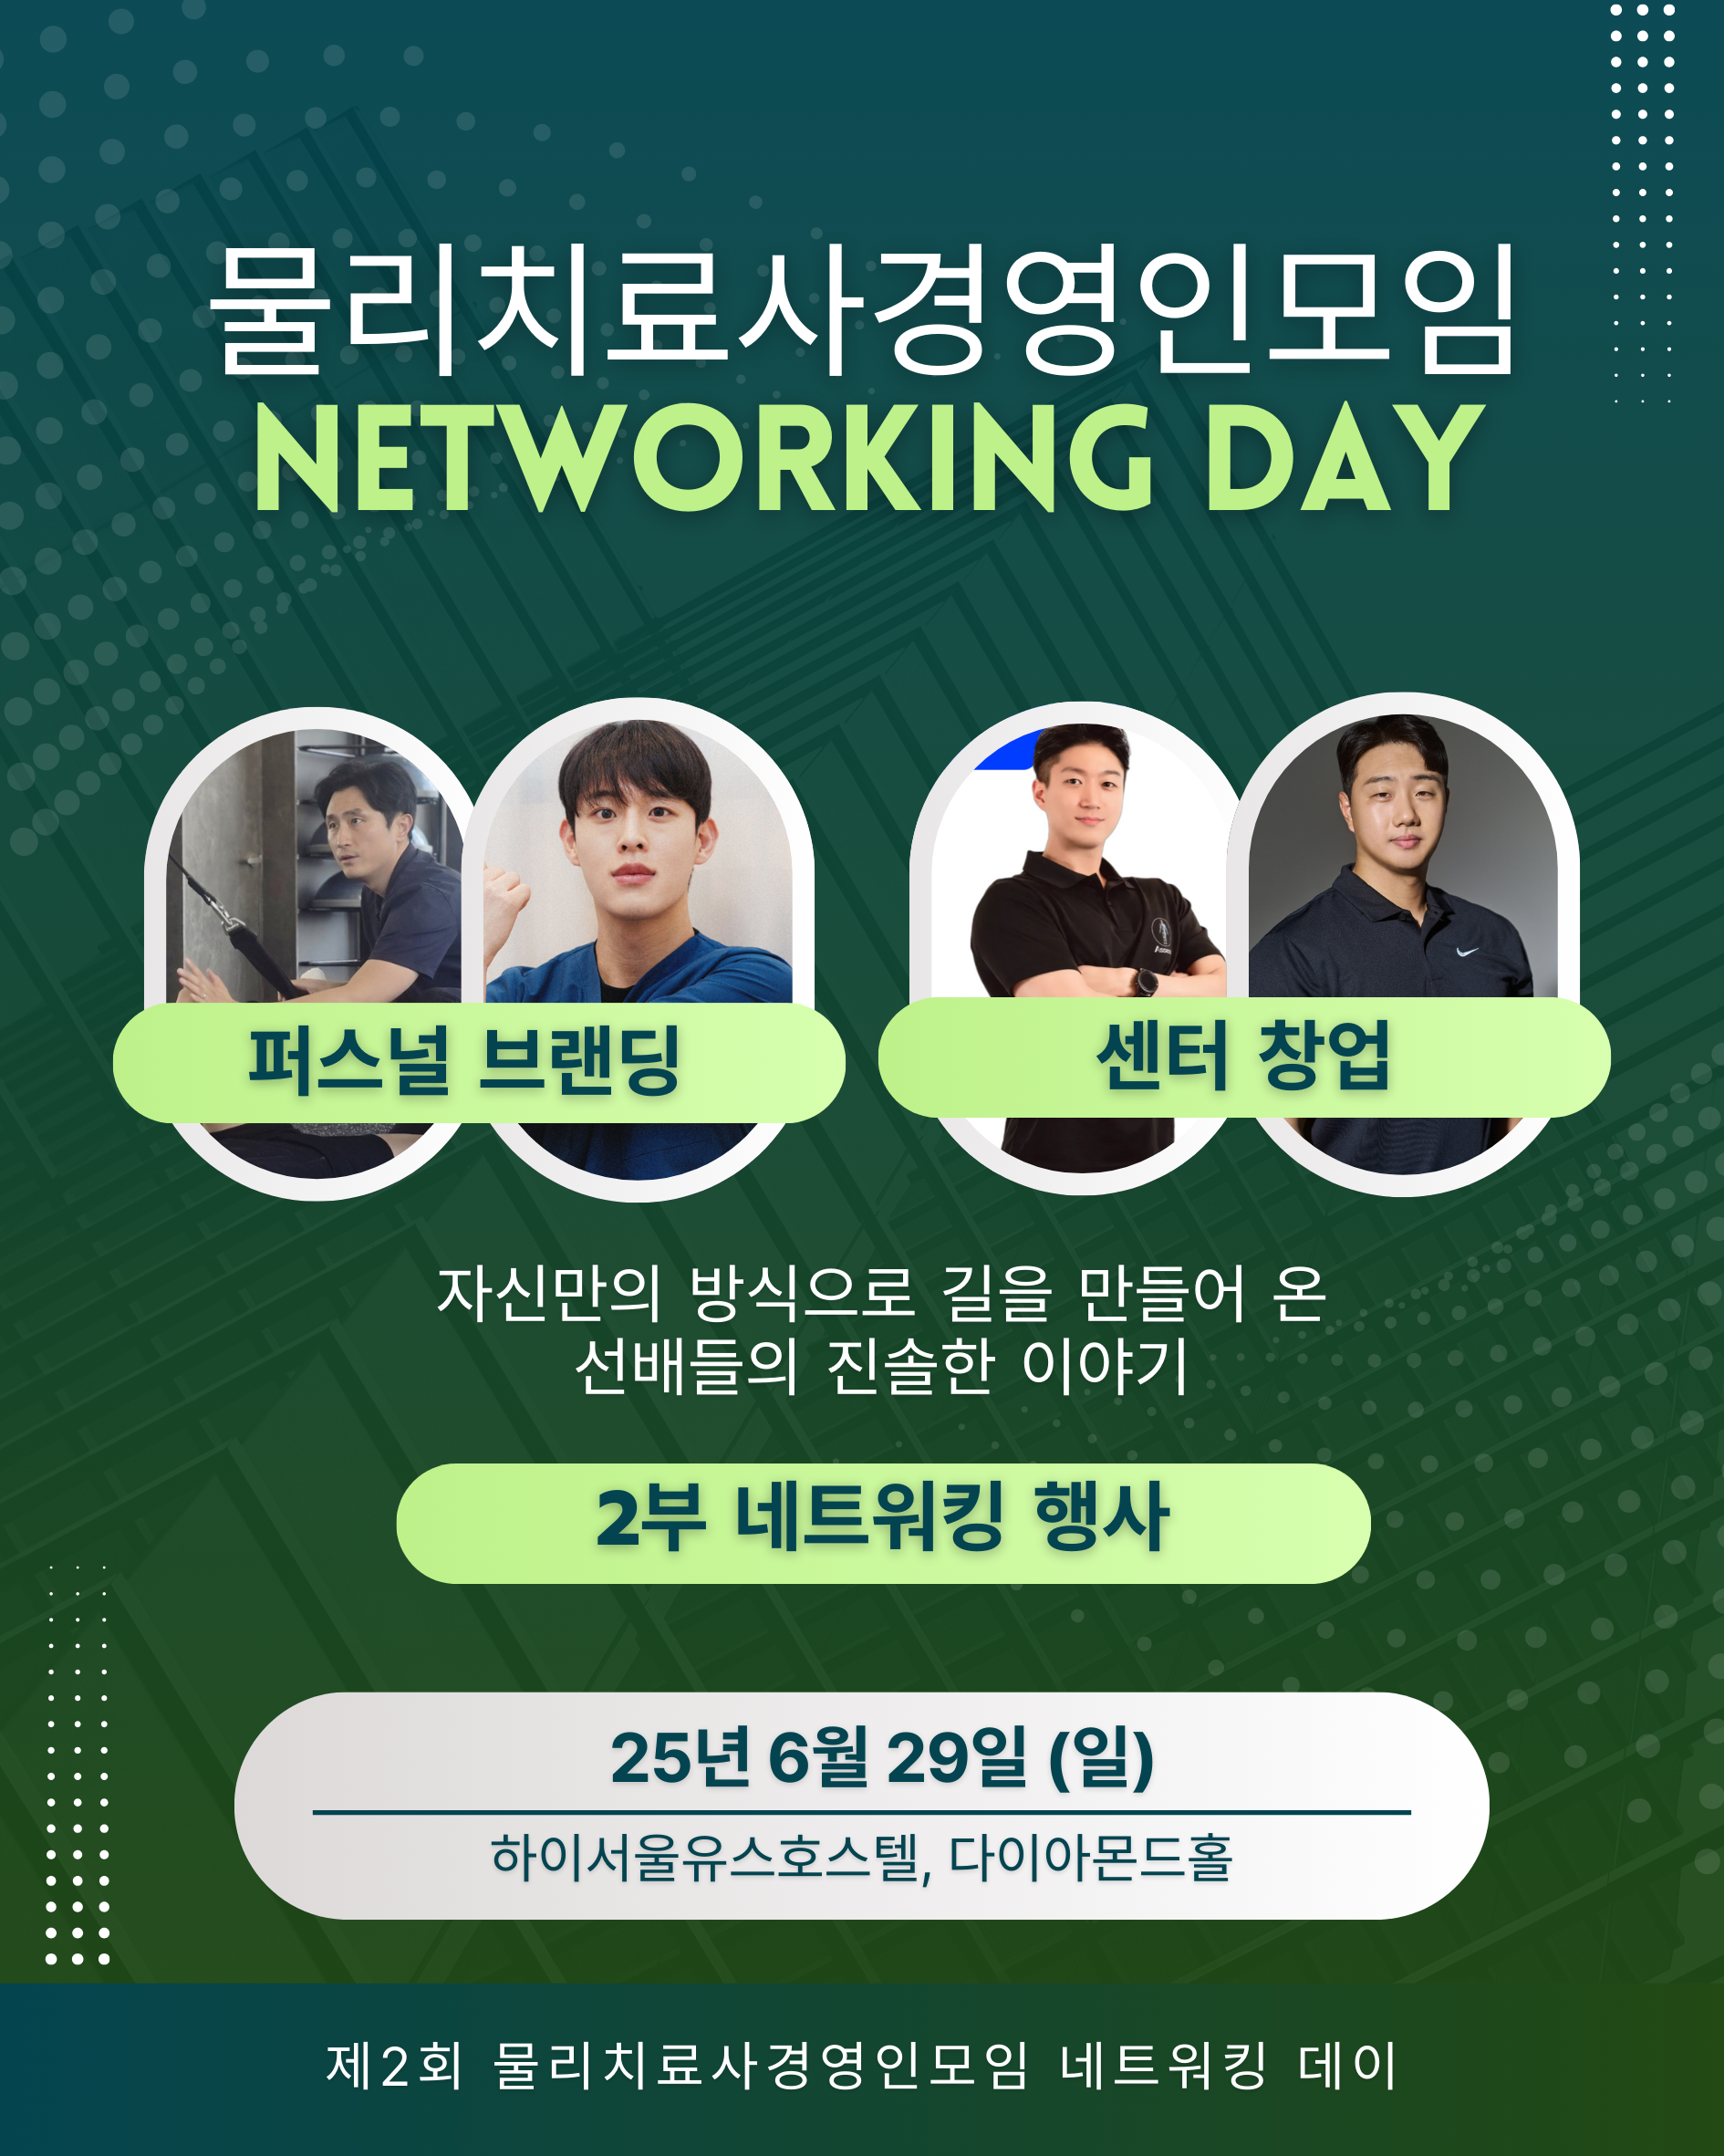 물리치료사경영인모임
NETWORKING DAY
퍼스널 브랜딩
센터 창업
자신만의 방식으로 길을 만들어 온
선배들의 진솔한 이야기
2부 네트워킹 행사
25년 6월 29일 (일)
하이서울유스호스텔, 다이아몬드홀
제2회 물리치료사경영인모임 네트워킹 데이